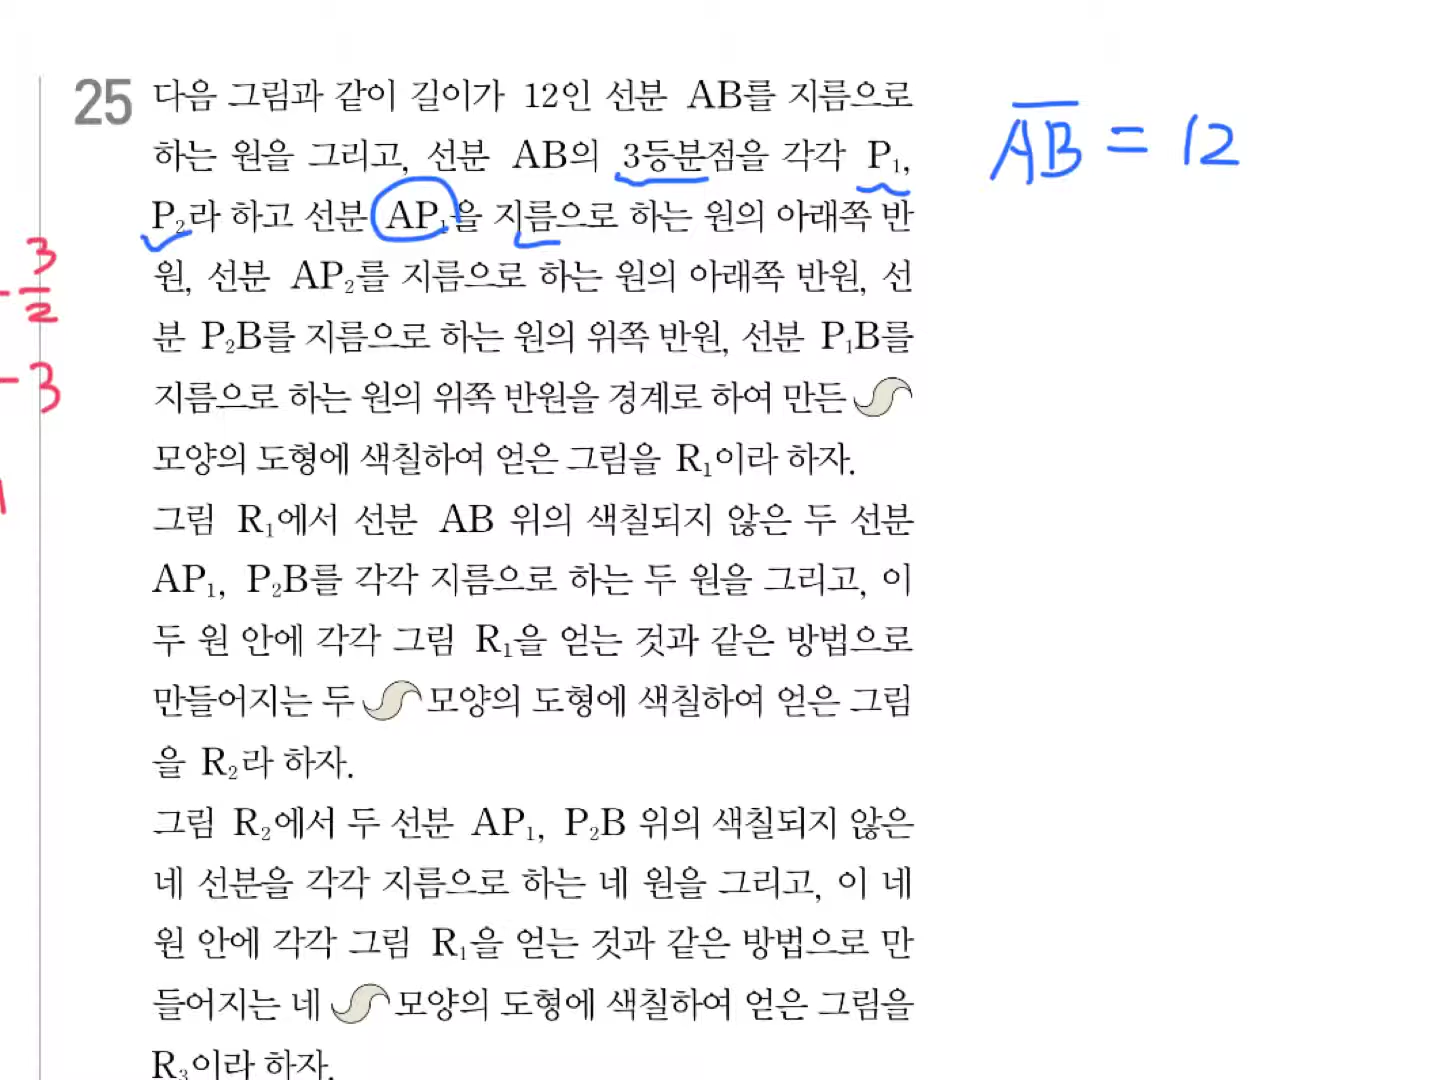 25 다음 그림과 같이 길이가 12인 선분 AB를 지름으로
하는 원을 그리고, 선분 AB의 3등분점을 각각 P₁,
P₂라 하고 선분 AP₁을 지름으로 하는 원의 아래쪽 반
원, 선분 AP₂를 지름으로 하는 원의 아래쪽 반원, 선
분 P₂B를 지름으로 하는 원의 위쪽 반원, 선분 P₁B를
지름으로 하는 원의 위쪽 반원을 경계로 하여 만든
모양의 도형에 색칠하여 얻은 그림을 R₁이라 하자.
그림 R₁에서 선분 AB 위의 색칠되지 않은 두 선분
AP₁, P₂B를 각각 지름으로 하는 두 원을 그리고, 이
두 원 안에 각각 그림 R₁을 얻는 것과 같은 방법으로
만들어지는 두 모양의 도형에 색칠하여 얻은 그림
을 R₂라 하자.
그림 R₂에서 두 선분 AP₁, P₂B 위의 색칠되지 않은
네 선분을 각각 지름으로 하는 네 원을 그리고, 이 네
원 안에 각각 그림 R₁을 얻는 것과 같은 방법으로 만
들어지는 네 모양의 도형에 색칠하여 얻은 그림을
R₃이라 하자.
AB = 12
-3/2
-3